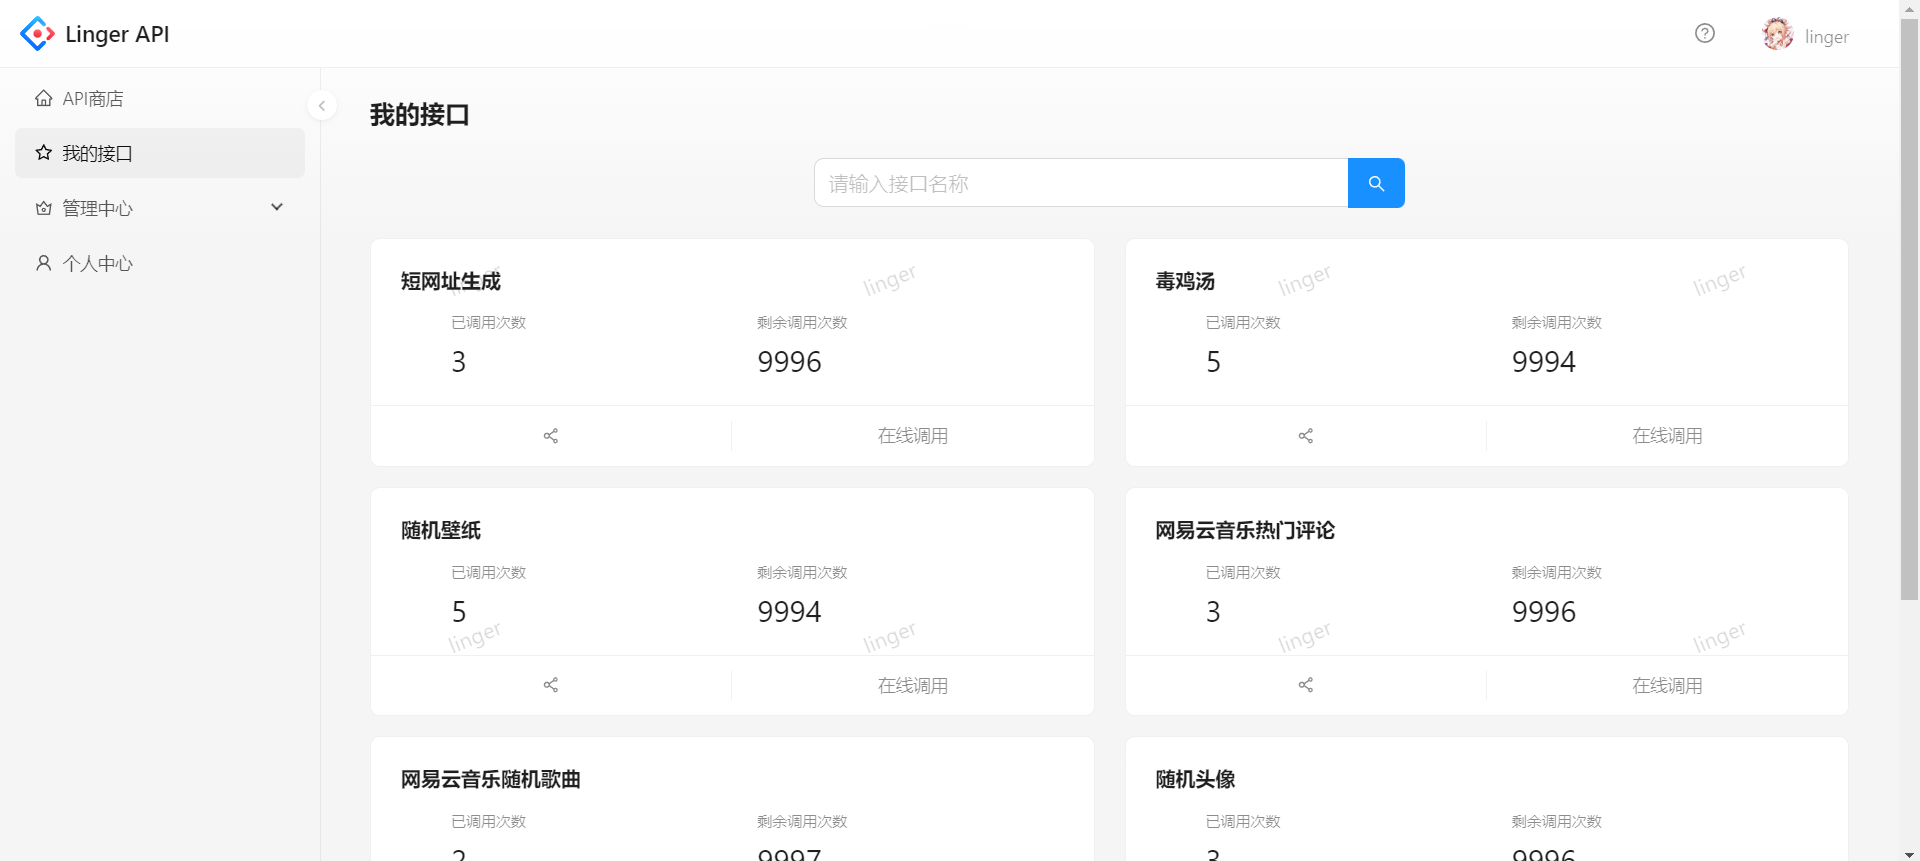 Linger API
linger
API商店
我的接口
管理中心
个人中心
我的接口
请输入接口名称
短网址生成
linger
linger
已调用次数
剩余调用次数
3
9996
在线调用
毒鸡汤
linger
linger
已调用次数
剩余调用次数
5
9994
在线调用
随机壁纸
已调用次数
剩余调用次数
5
9994
linger
linger
在线调用
网易云音乐热门评论
已调用次数
剩余调用次数
3
9996
linger
linger
在线调用
网易云音乐随机歌曲
已调用次数
剩余调用次数
2
9997
随机头像
已调用次数
剩余调用次数
3
9996